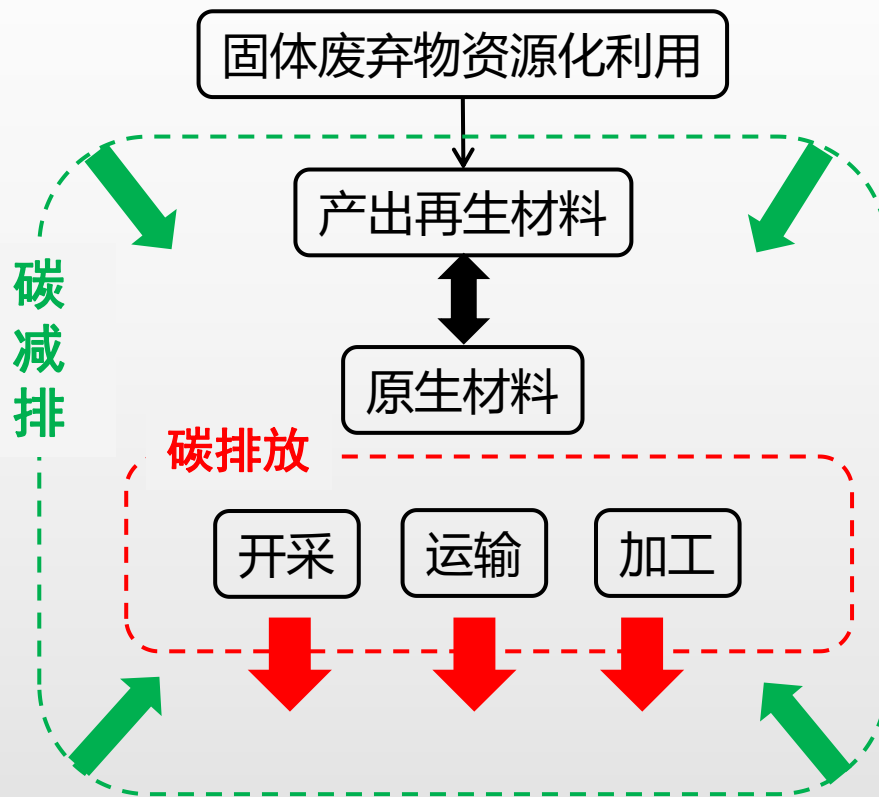 固体废弃物资源化利用
产出再生材料
碳
减
排
原生材料
碳排放
开采
运输
加工